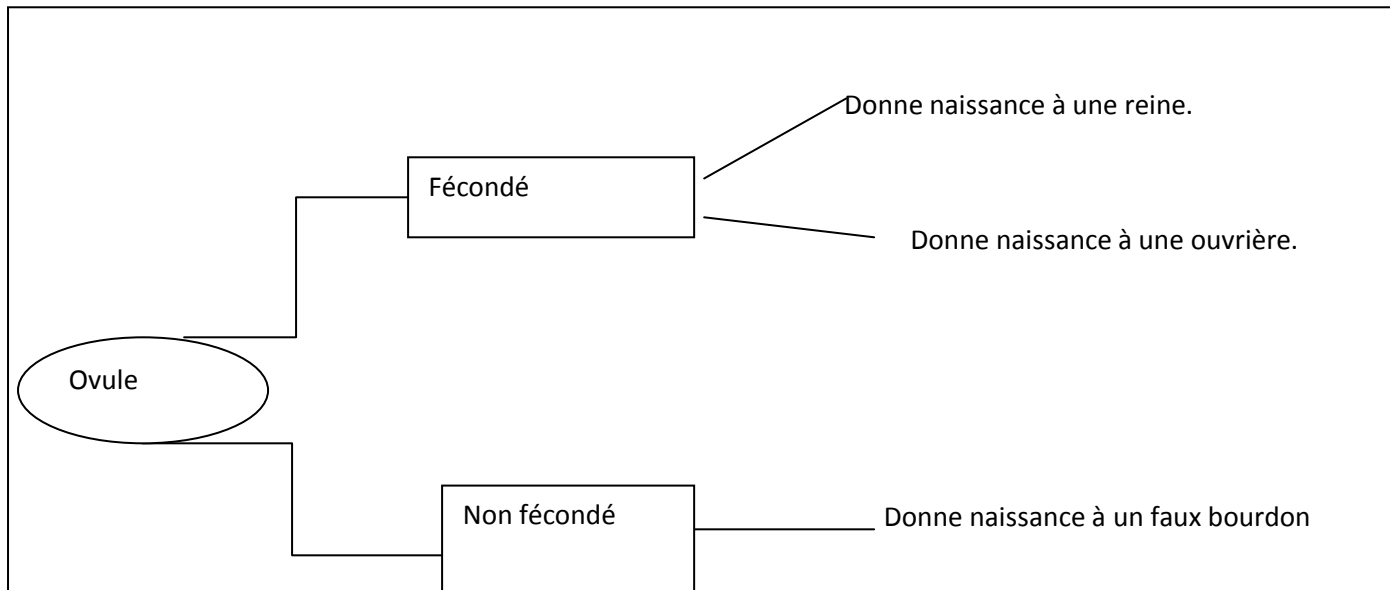 Donne naissance à une reine.
Fécondé
Donne naissance à une ouvrière.
Ovule
Non fécondé
Donne naissance à un faux bourdon